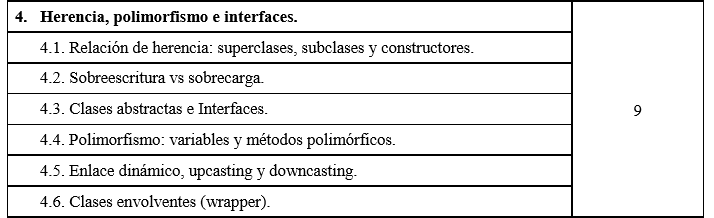 4. Herencia, polimorfismo e interfaces.
4.1. Relación de herencia: superclases, subclases y constructores.
4.2. Sobreescritura vs sobrecarga.
4.3. Clases abstractas e Interfaces.
4.4. Polimorfismo: variables y métodos polimórficos.
4.5. Enlace dinámico, upcasting y downcasting.
4.6. Clases envolventes (wrapper).
9